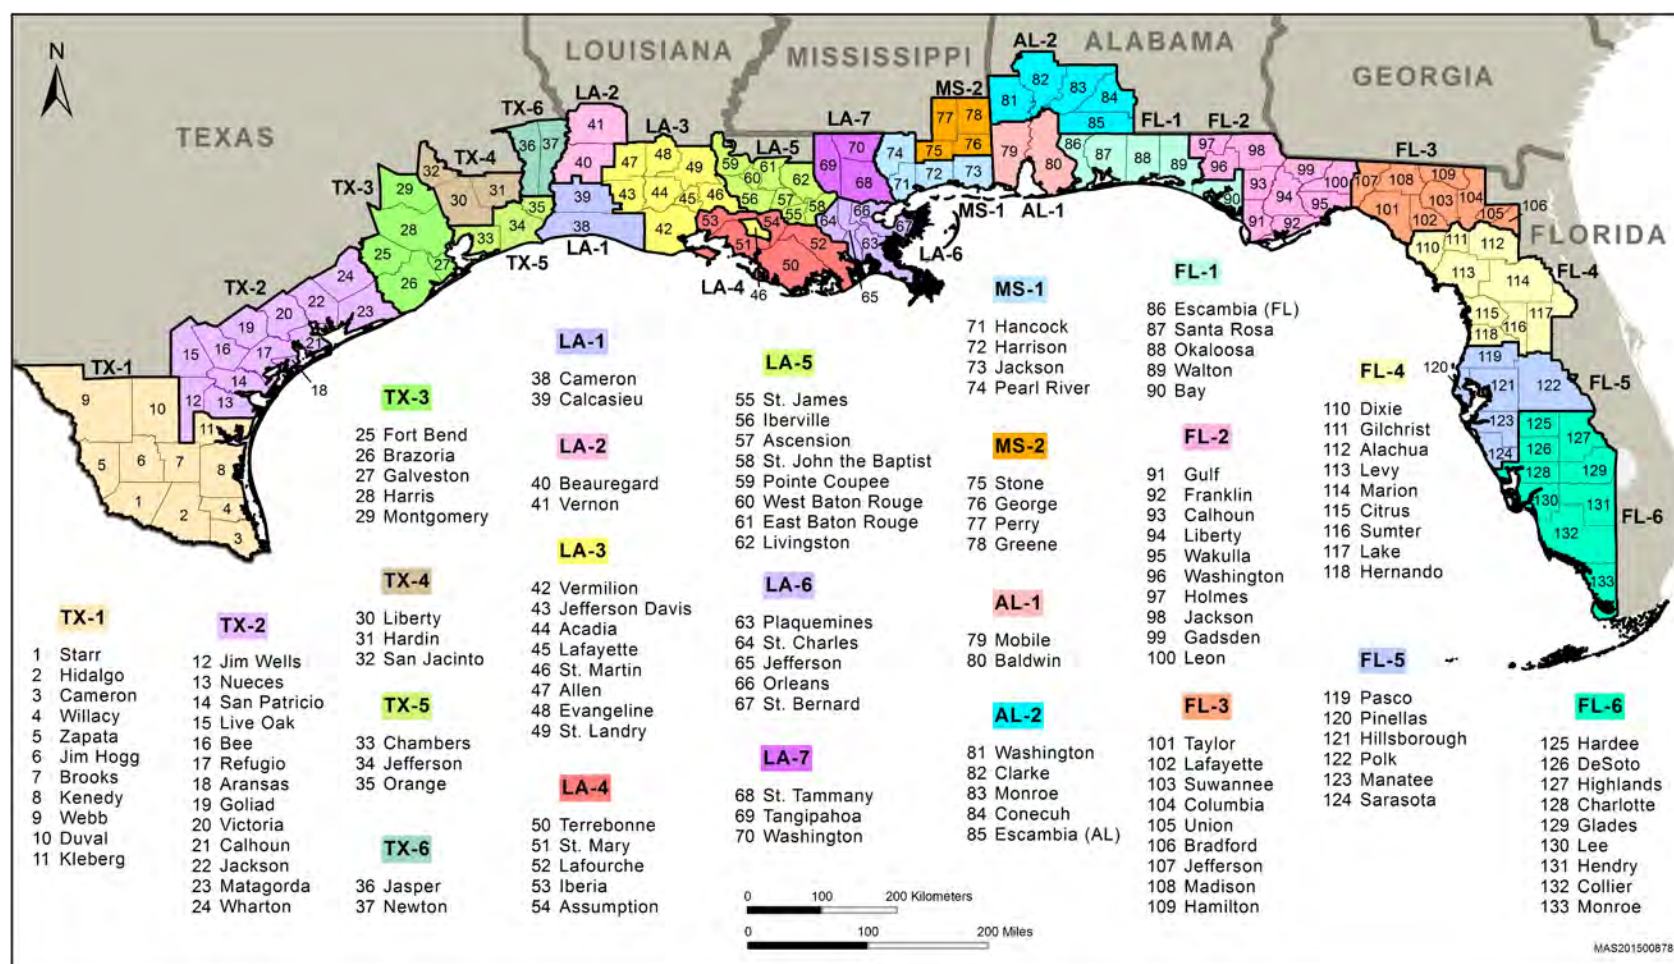 N
TEXAS
LOUISIANA
MISSISSIPPI
ALABAMA
GEORGIA
FLORIDA
TX-1
TX-2
TX-3
TX-4
TX-5
TX-6
LA-1
LA-2
LA-3
LA-4
LA-5
LA-6
LA-7
MS-1
MS-2
AL-1
AL-2
FL-1
FL-2
FL-3
FL-4
FL-5
FL-6
TX-1
1 Starr
2 Hidalgo
3 Cameron
4 Willacy
5 Zapata
6 Jim Hogg
7 Brooks
8 Kenedy
9 Webb
10 Duval
11 Kleberg
TX-2
12 Jim Wells
13 Nueces
14 San Patricio
15 Live Oak
16 Bee
17 Refugio
18 Aransas
19 Goliad
20 Victoria
21 Calhoun
22 Jackson
23 Matagorda
24 Wharton
TX-3
25 Fort Bend
26 Brazoria
27 Galveston
28 Harris
29 Montgomery
TX-4
30 Liberty
31 Hardin
32 San Jacinto
TX-5
33 Chambers
34 Jefferson
35 Orange
TX-6
36 Jasper
37 Newton
LA-1
38 Cameron
39 Calcasieu
LA-2
40 Beauregard
41 Vernon
LA-3
42 Vermilion
43 Jefferson Davis
44 Acadia
45 Lafayette
46 St. Martin
47 Allen
48 Evangeline
49 St. Landry
LA-4
50 Terrebonne
51 St. Mary
52 Lafourche
53 Iberia
54 Assumption
LA-5
55 St. James
56 Iberville
57 Ascension
58 St. John the Baptist
59 Pointe Coupee
60 West Baton Rouge
61 East Baton Rouge
62 Livingston
LA-6
63 Plaquemines
64 St. Charles
65 Jefferson
66 Orleans
67 St. Bernard
LA-7
68 St. Tammany
69 Tangipahoa
70 Washington
MS-1
71 Hancock
72 Harrison
73 Jackson
74 Pearl River
MS-2
75 Stone
76 George
77 Perry
78 Greene
AL-1
79 Mobile
80 Baldwin
AL-2
81 Washington
82 Clarke
83 Monroe
84 Conecuh
85 Escambia (AL)
FL-1
86 Escambia (FL)
87 Santa Rosa
88 Okaloosa
89 Walton
90 Bay
FL-2
91 Gulf
92 Franklin
93 Calhoun
94 Liberty
95 Wakulla
96 Washington
97 Holmes
98 Jackson
99 Gadsden
100 Leon
FL-3
101 Taylor
102 Lafayette
103 Suwannee
104 Columbia
105 Union
106 Bradford
107 Jefferson
108 Madison
109 Hamilton
FL-4
110 Dixie
111 Gilchrist
112 Alachua
113 Levy
114 Marion
115 Citrus
116 Sumter
117 Lake
118 Hernando
FL-5
119 Pasco
120 Pinellas
121 Hillsborough
122 Polk
123 Manatee
124 Sarasota
FL-6
125 Hardee
126 DeSoto
127 Highlands
128 Charlotte
129 Glades
130 Lee
131 Hendry
132 Collier
133 Monroe
0 100 200 Kilometers
0 100 200 Miles
MAS201500878